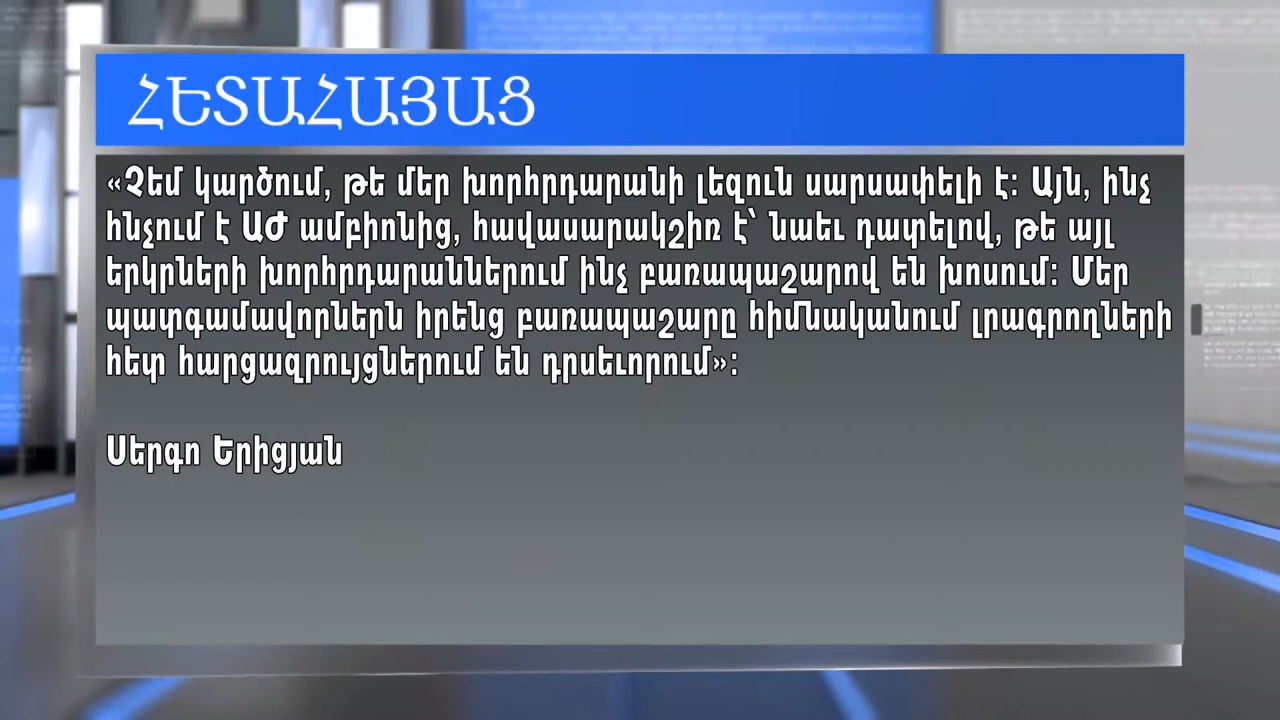 ՀԵՏԱՀԱՅԱՑ
«Չեմ կարծում, թե մեր խորհրդարանի լեզուն սարսափելի է: Այն, ինչ
հնչում է ԱԺ ամբիոնից, հավասարակշիռ է՝ նաեւ դատելով, թե այլ
երկրների խորհրդարաններում ինչ բառապաշարով են խոսում: Մեր
պատգամավորներն իրենց բառապաշարը հիմնականում լրագրողների
հետ հարցազրույցներում են դրսեւորում»:
Սերգո Երիցյան